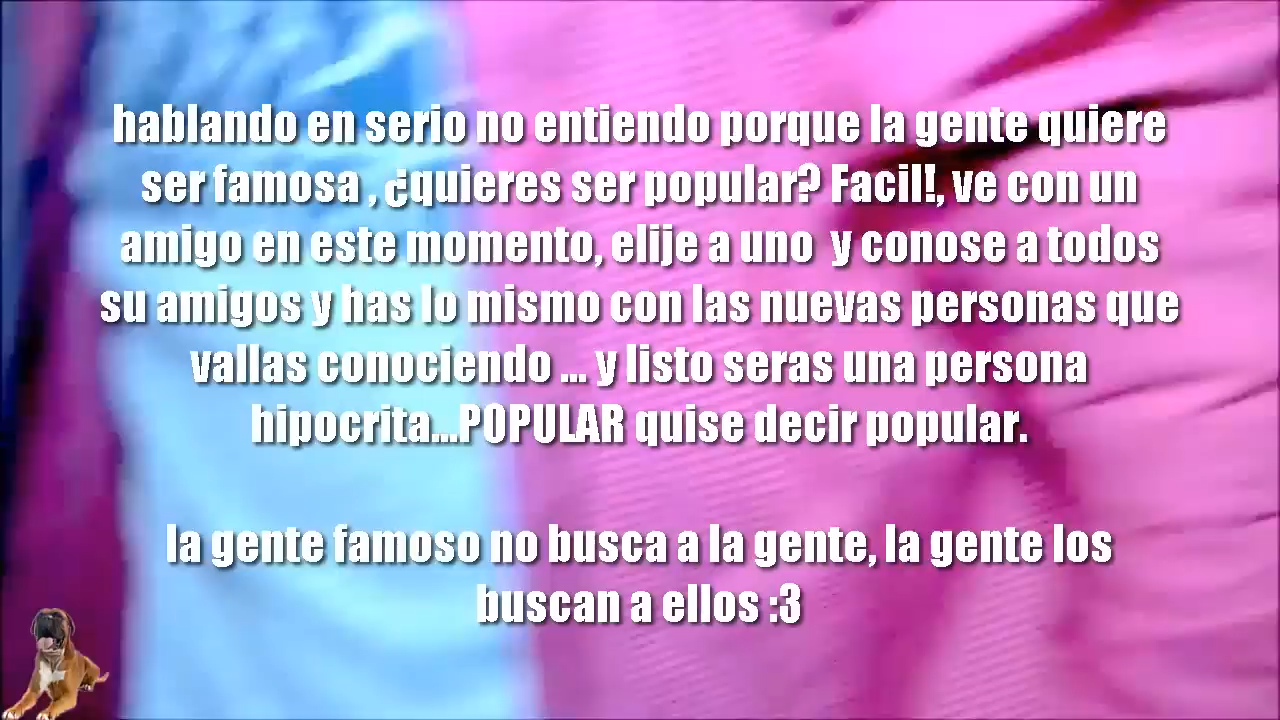 hablando en serio no entiendo porque la gente quiere
ser famosa , ¿quieres ser popular? Facil!, ve con un
amigo en este momento, elije a uno  y conose a todos
su amigos y has lo mismo con las nuevas personas que
vallas conociendo ... y listo seras una persona
hipocrita...POPULAR quise decir popular.
la gente famoso no busca a la gente, la gente los
buscan a ellos :3